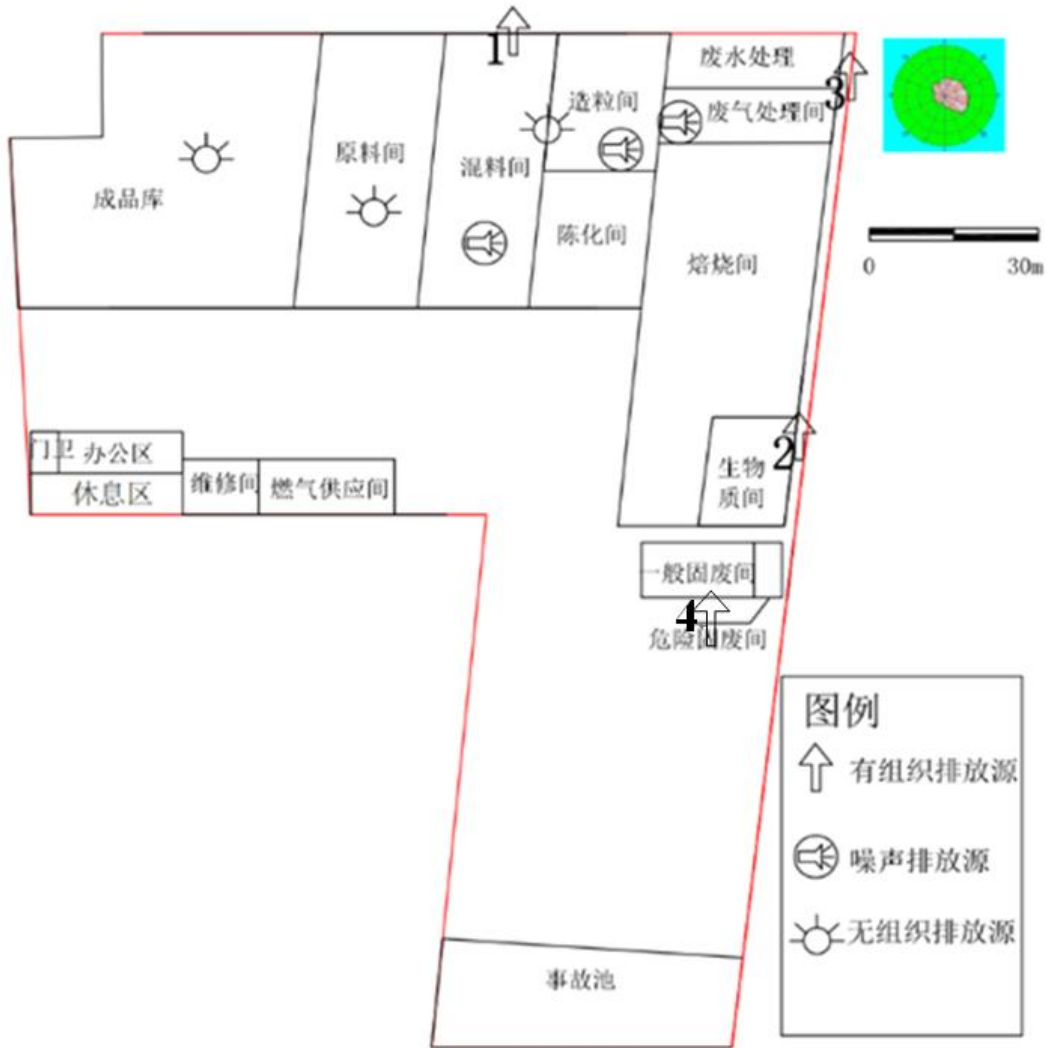 1
废水处理
3
造粒间
废气处理间
原料间
混料间
成品库
陈化间
焙烧间
0
30m
门卫
办公区
2
生物
质间
休息区
维修间
燃气供应间
一般固废间
4
危险固废间
图例
有组织排放源
噪声排放源
无组织排放源
事故池